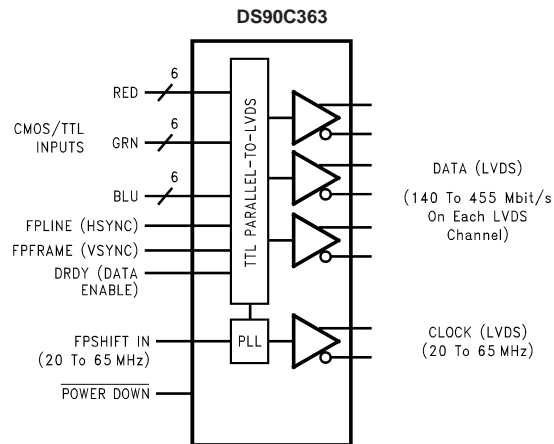 DS90C363
6
RED
6
CMOS/TTL
INPUTS
GRN
6
BLU
FPLINE (HSYNC)
FPFRAME (VSYNC)
DRDY (DATA
ENABLE)
FPSHIFT IN
(20 To 65 MHz)
POWER DOWN
TTL PARALLEL-TO-LVDS
PLL
DATA (LVDS)
(140 To 455 Mbit/s
On Each LVDS
Channel)
CLOCK (LVDS)
(20 To 65 MHz)